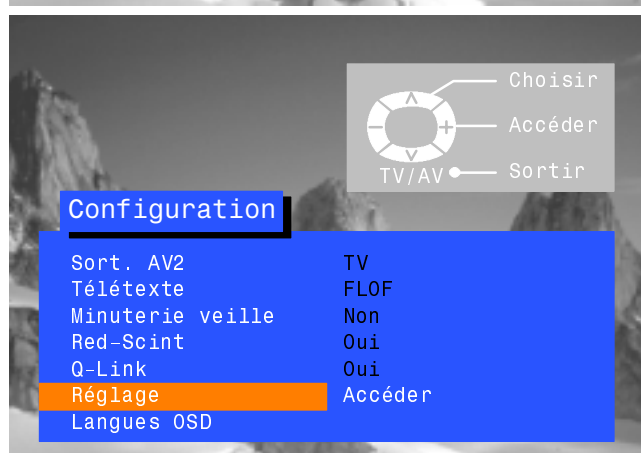 Choisir
Accéder
TV/AV Sortir
Configuration
Sort. AV2 TV
Télétexte FLOF
Minuterie veille Non
Red-Scint Oui
Q-Link Oui
Réglage Accéder
Langues OSD